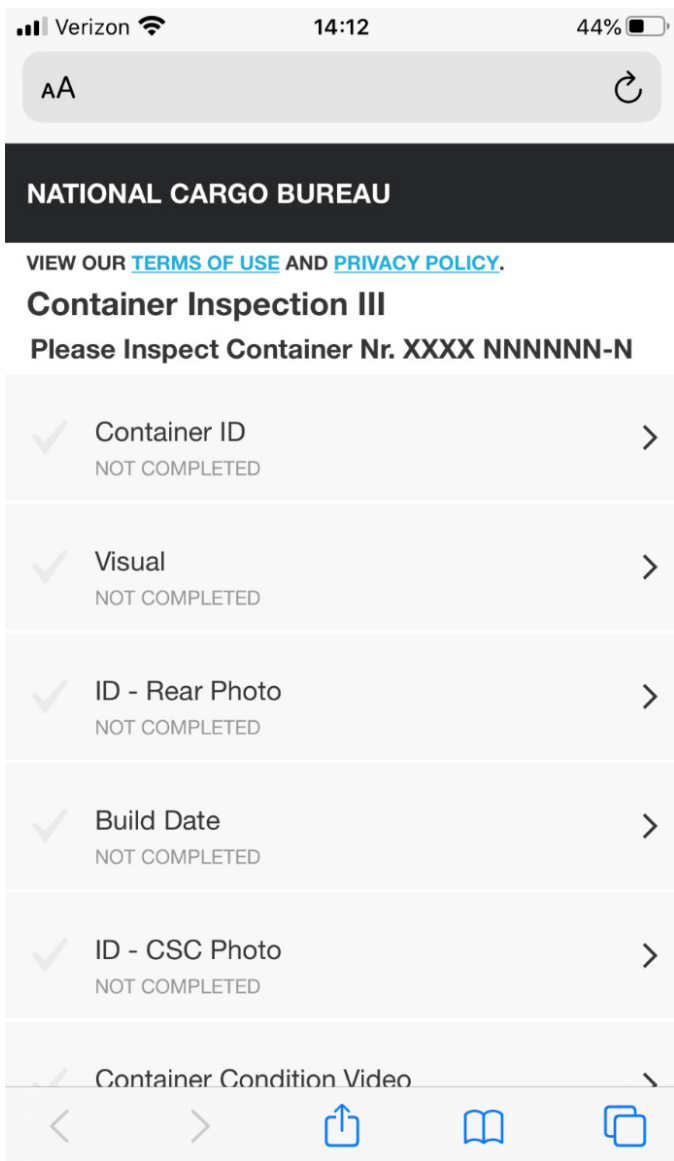 Verizon 14:12 44%
AA
NATIONAL CARGO BUREAU
VIEW OUR TERMS OF USE AND PRIVACY POLICY.
Container Inspection III
Please Inspect Container Nr. XXXX NNNNNN-N
Container ID
NOT COMPLETED
Visual
NOT COMPLETED
ID - Rear Photo
NOT COMPLETED
Build Date
NOT COMPLETED
ID - CSC Photo
NOT COMPLETED
Container Condition Video